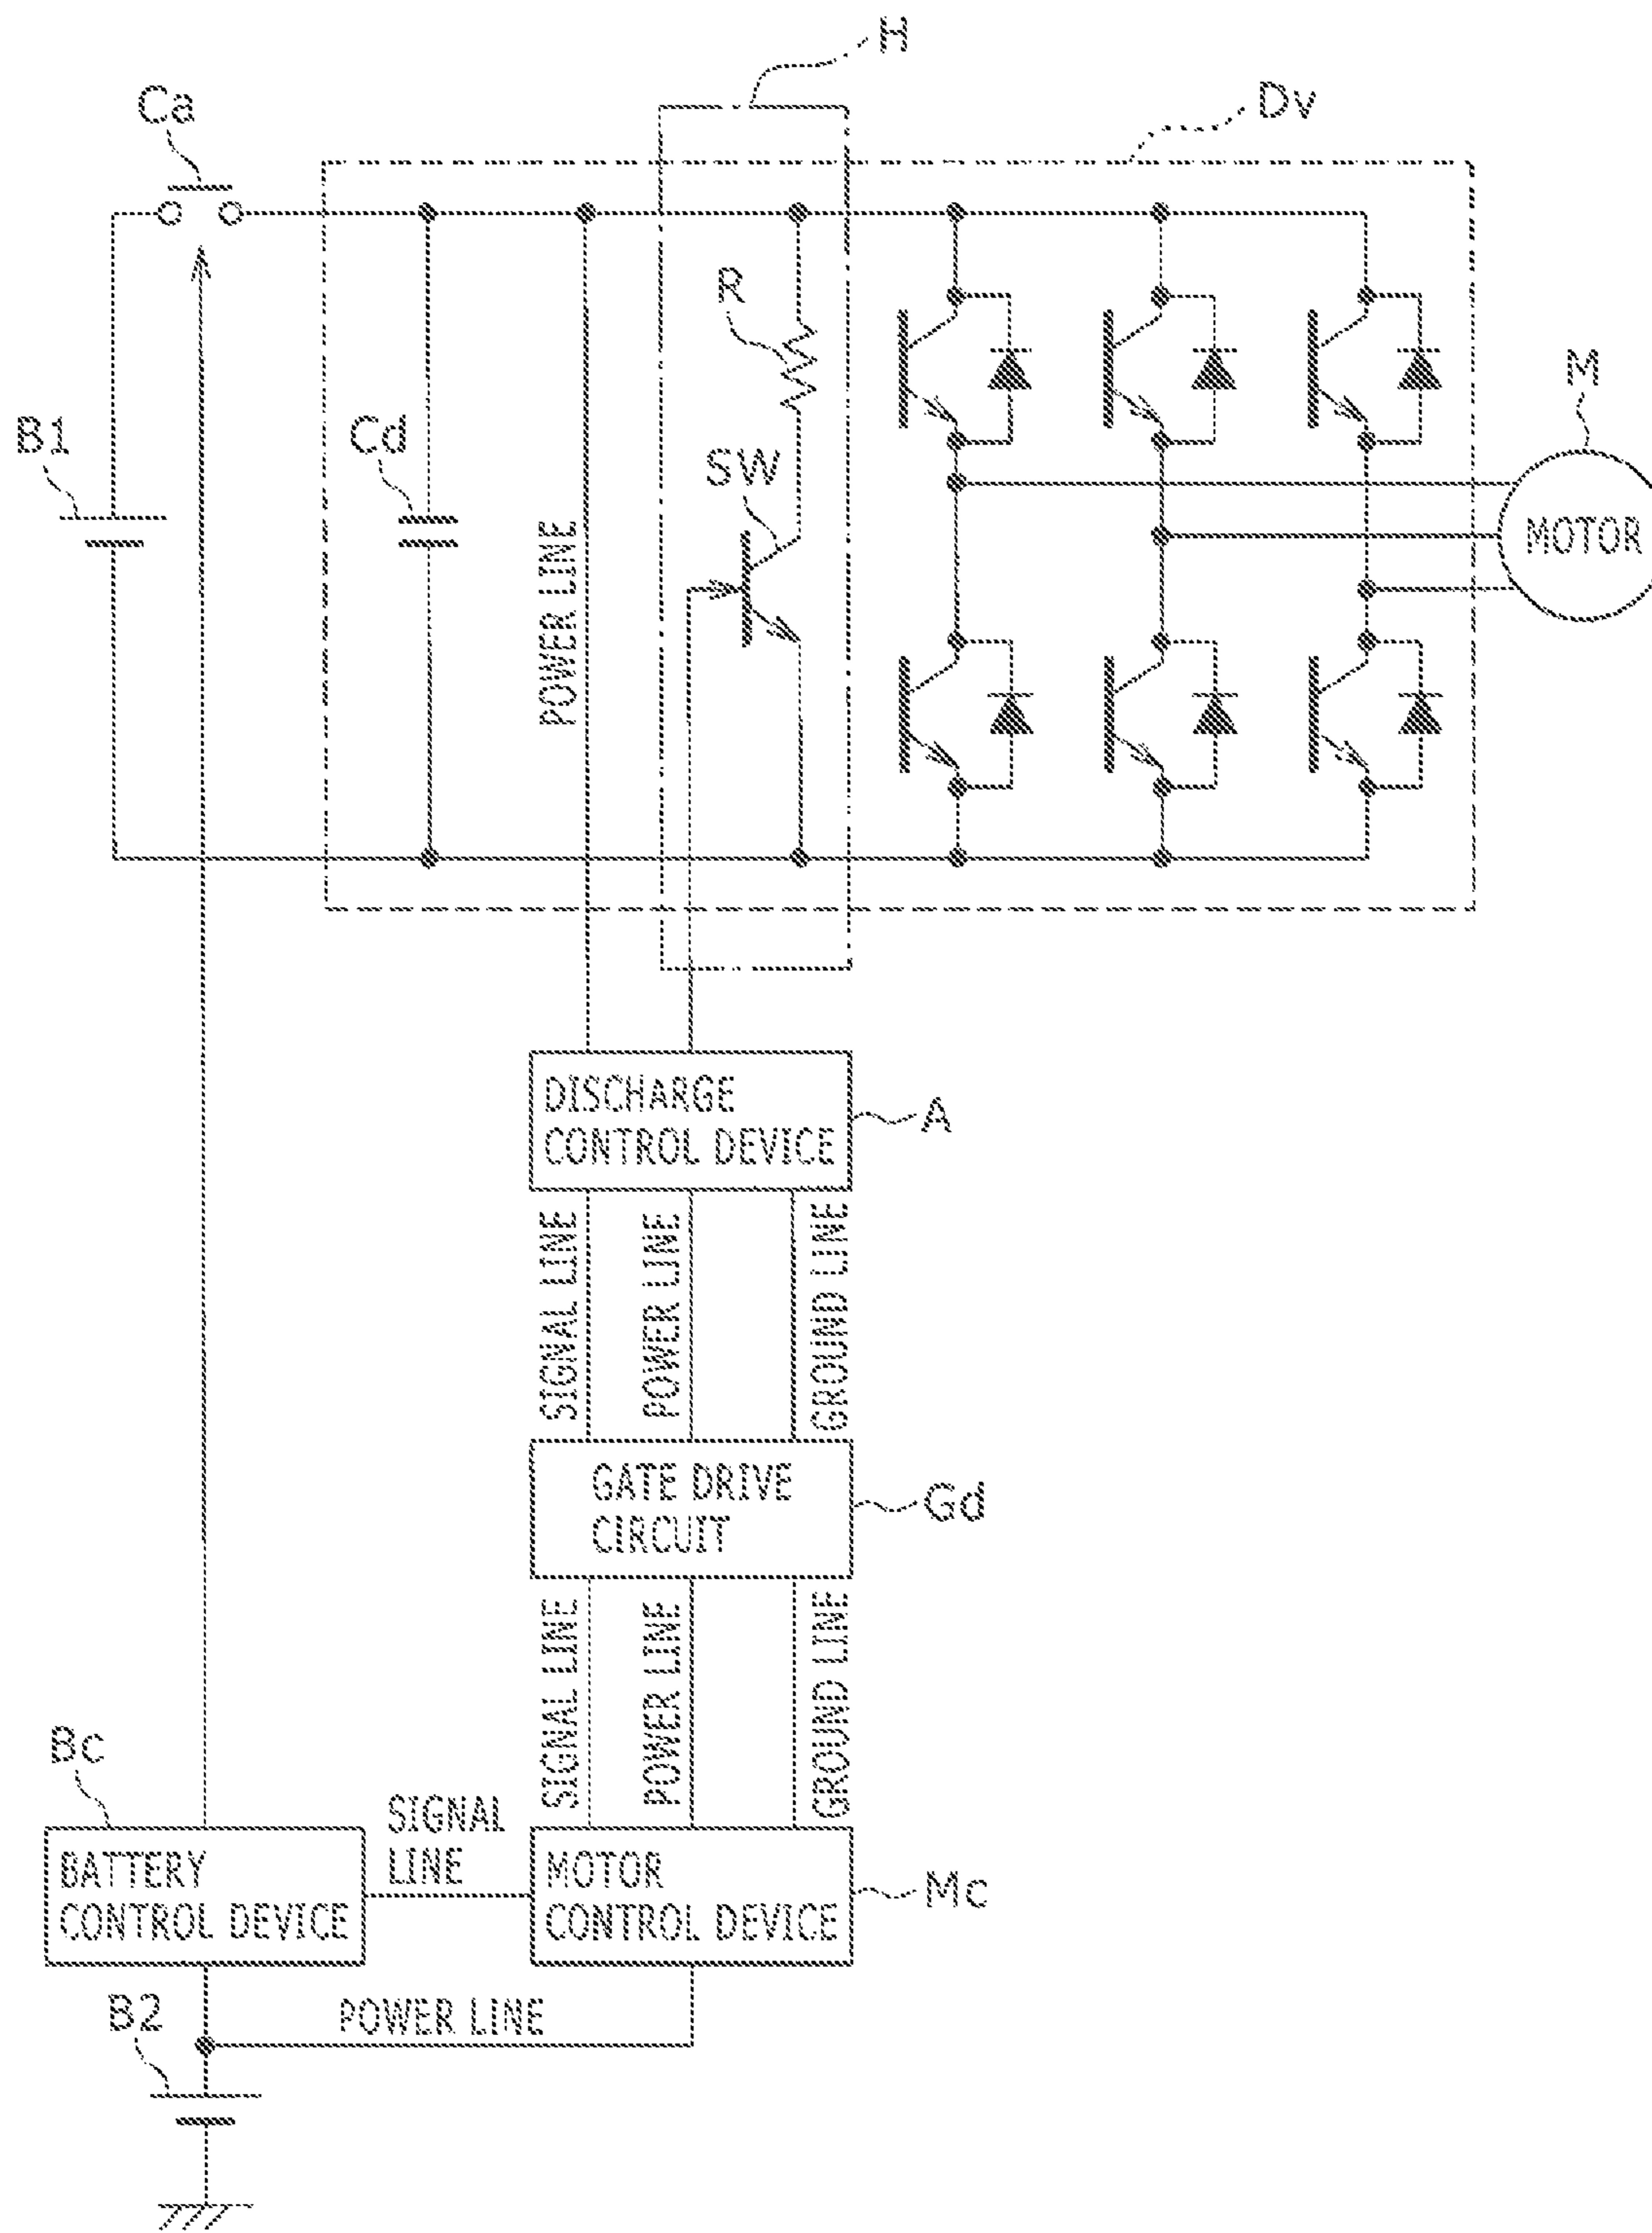 H
Dv
Ca
R
M
B1
Cd
SW
MOTOR
POWER LINE
DISCHARGE
CONTROL DEVICE
A
SIGNAL LINE
POWER LINE
GROUND LINE
GATE DRIVE
CIRCUIT
Gd
SIGNAL LINE
POWER LINE
GROUND LINE
Bc
SIGNAL
LINE
BATTERY
CONTROL DEVICE
MOTOR
CONTROL DEVICE
Mc
B2
POWER LINE